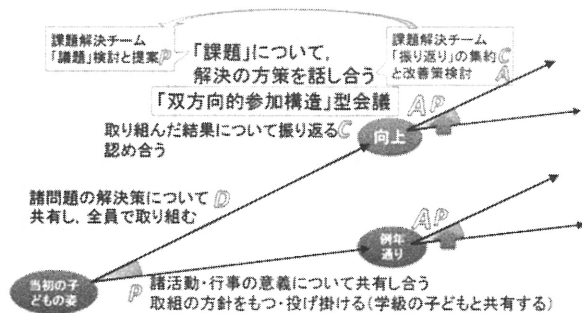 課題解決チーム
「議題」検討と提案P
「課題」について，
解決の方策を話し合う
課題解決チーム
「振り返り」の集約C
と改善策検討A
「双方向的参加構造」型会議
取り組んだ結果について振り返るC
認め合う
向上
AP
諸問題の解決策についてD
共有し，全員で取り組む
AP
例年
通り
当初の子
どもの姿
P
諸活動・行事の意義について共有し合う
取組の方針をもつ・投げ掛ける（学級の子どもと共有する）